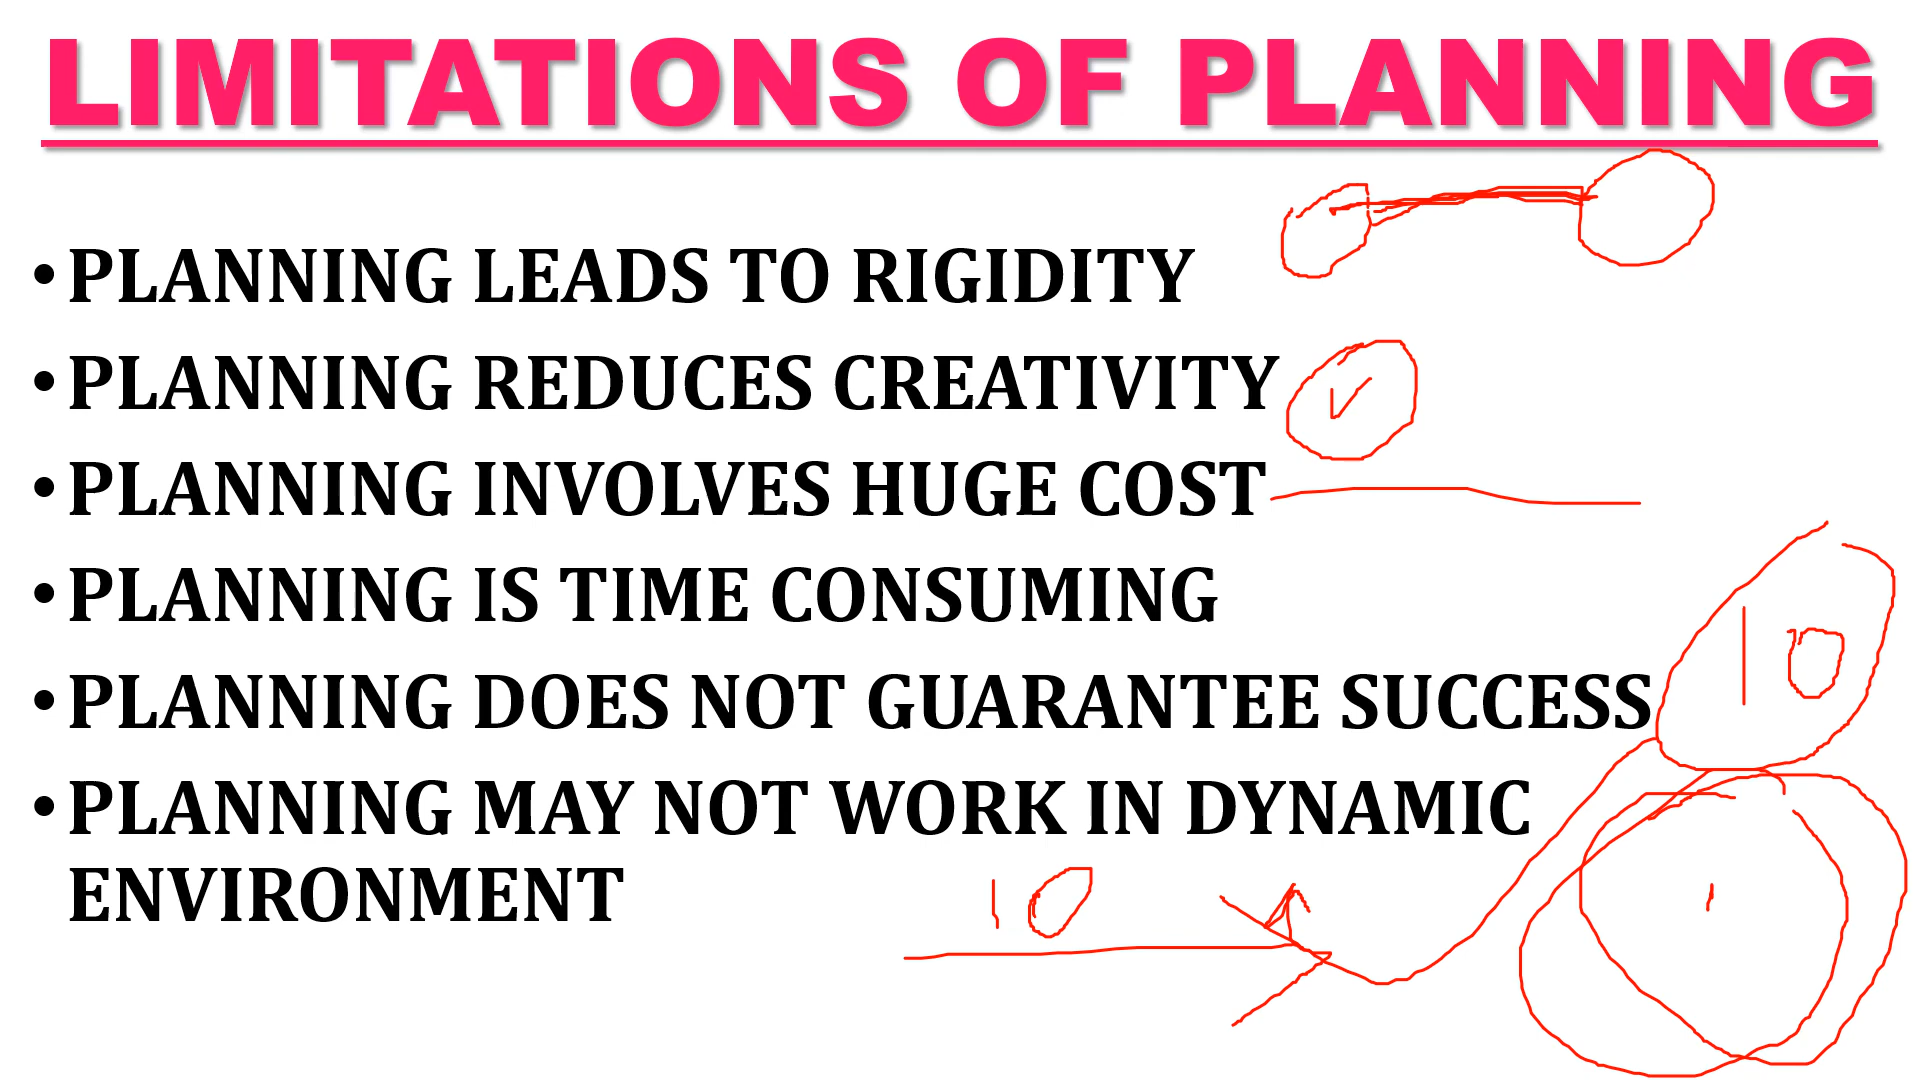 LIMITATIONS OF PLANNING
• PLANNING LEADS TO RIGIDITY
• PLANNING REDUCES CREATIVITY
• PLANNING INVOLVES HUGE COST
• PLANNING IS TIME CONSUMING
10
• PLANNING DOES NOT GUARANTEE SUCCESS
• PLANNING MAY NOT WORK IN DYNAMIC
ENVIRONMENT
10